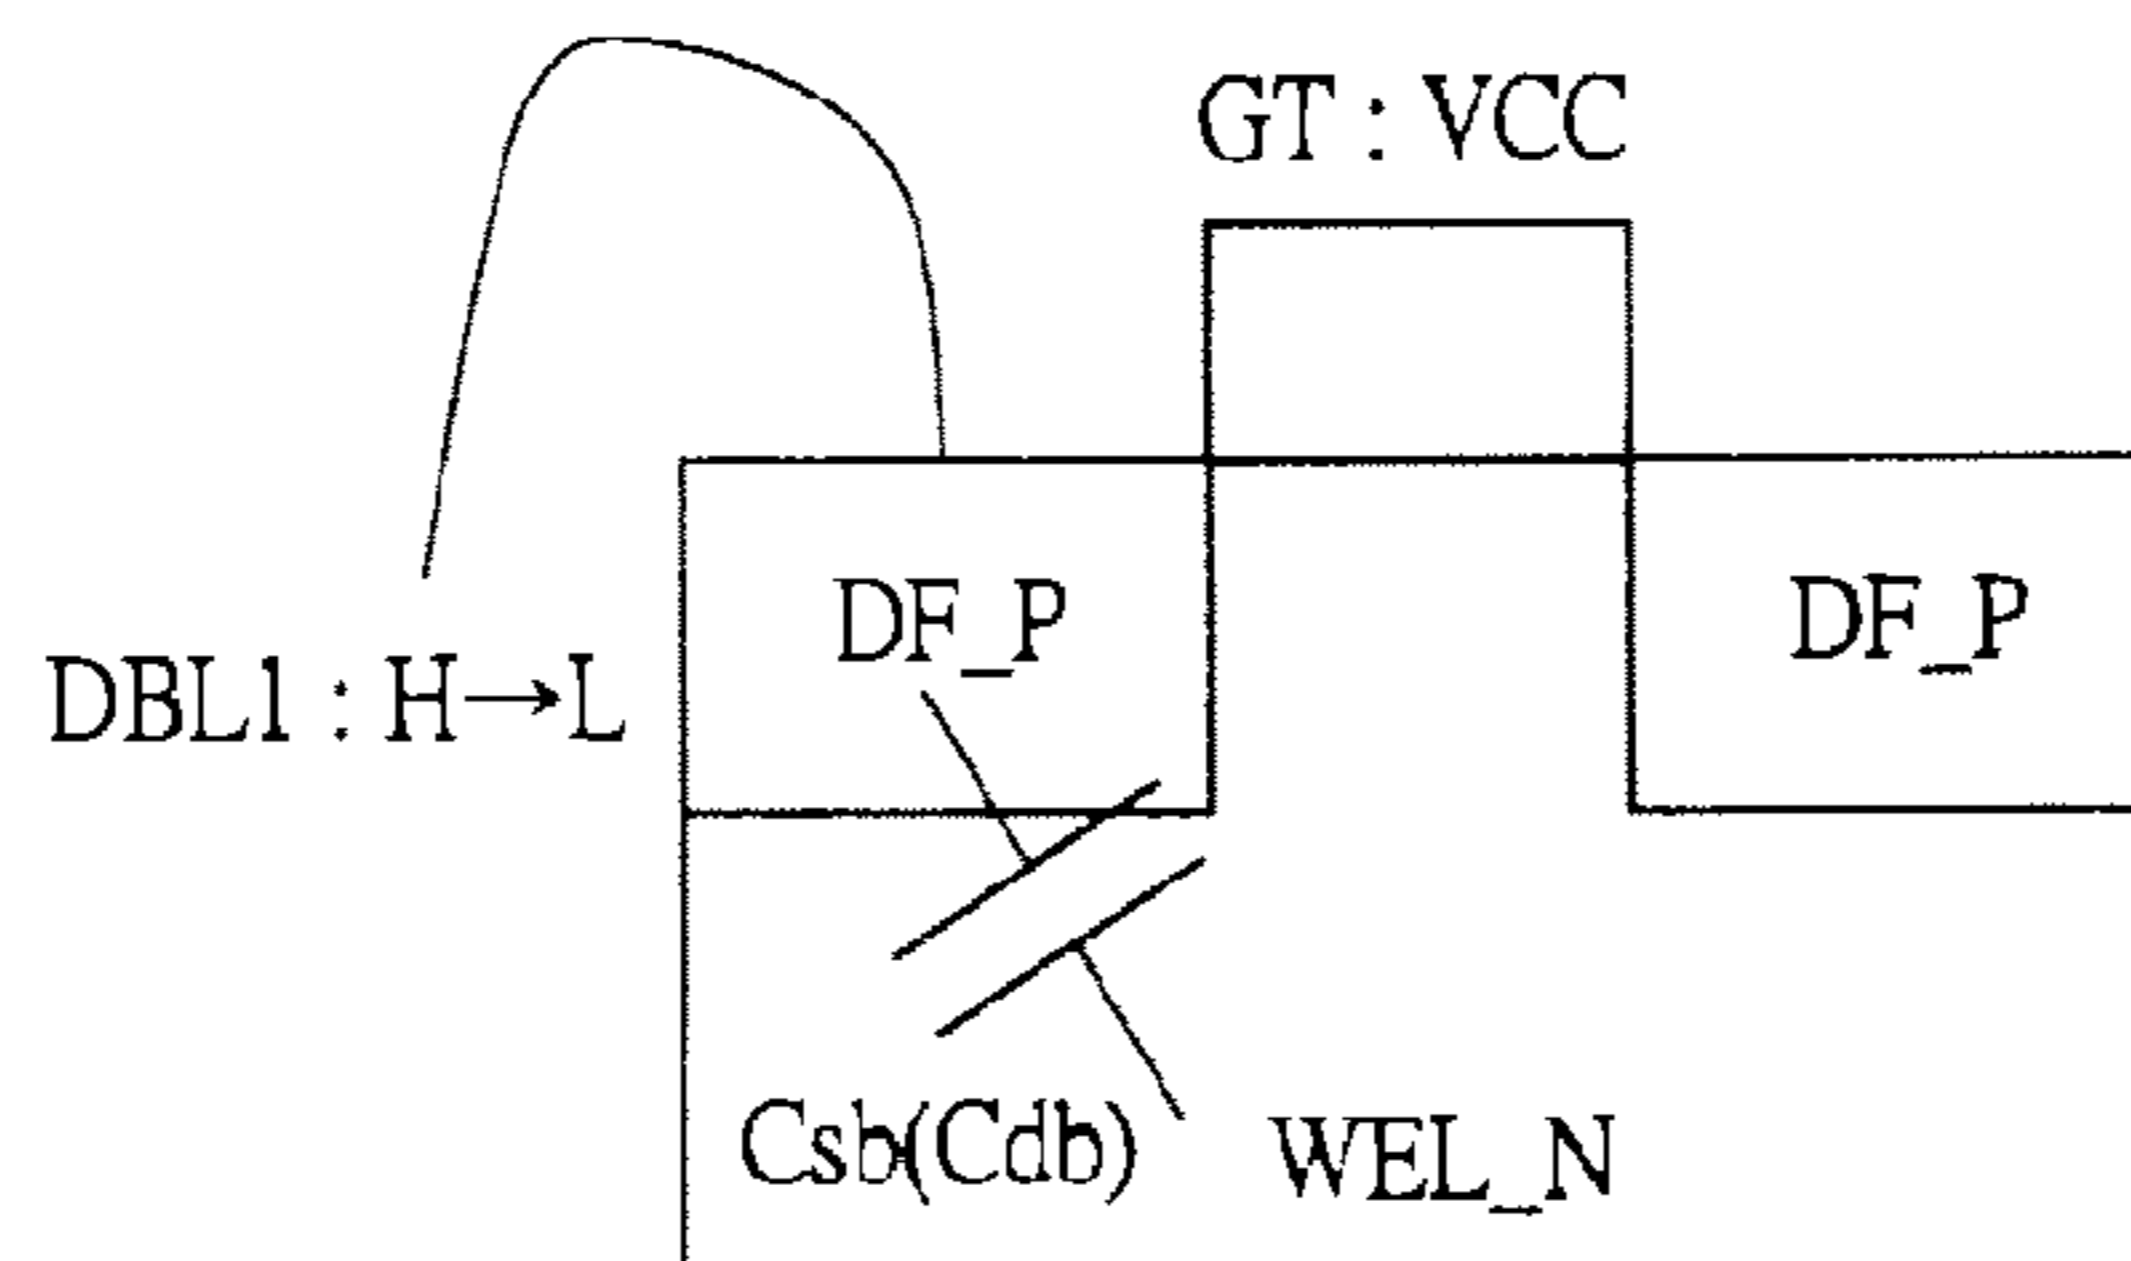 GT : VCC
DF_P
DF_P
DBL1 : H→L
Csb(Cdb)
WEL_N